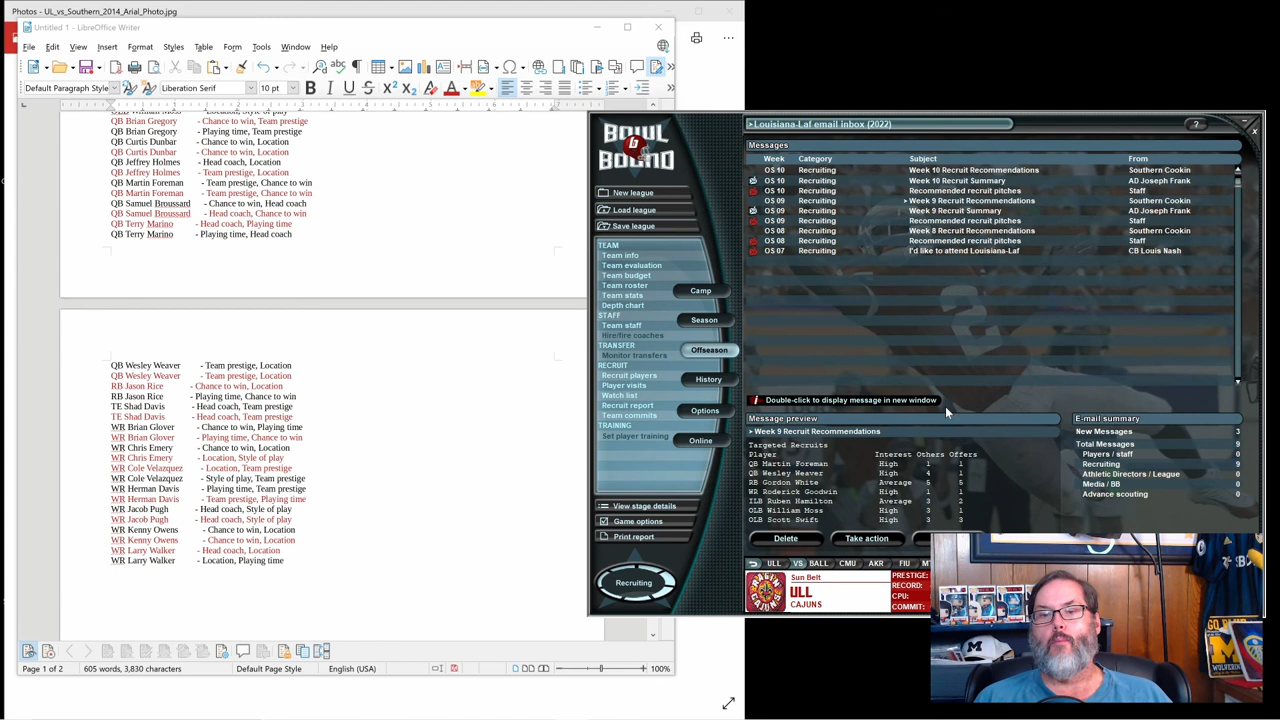 Photos - UL_vs_Southern_2014_Arial_Photo.jpg
Untitled 1 - LibreOffice Writer
File Edit View Insert Format Styles Table Form Tools Window Help
Default Paragraph Style Liberation Serif 10 pt
QB Brian Gregory - Chance to win, Team prestige
QB Brian Gregory - Playing time, Team prestige
QB Curtis Dunbar - Chance to win, Location
QB Curtis Dunbar - Chance to win, Location
QB Jeffrey Holmes - Head coach, Location
QB Jeffrey Holmes - Team prestige, Location
QB Martin Foreman - Team prestige, Chance to win
QB Martin Foreman - Team prestige, Chance to win
QB Samuel Broussard - Chance to win, Head coach
QB Samuel Broussard - Head coach, Chance to win
QB Terry Marino - Head coach, Playing time
QB Terry Marino - Playing time, Head coach
QB Wesley Weaver - Team prestige, Location
QB Wesley Weaver - Team prestige, Location
RB Jason Rice - Chance to win, Location
RB Jason Rice - Playing time, Chance to win
TE Shad Davis - Head coach, Team prestige
TE Shad Davis - Head coach, Team prestige
WR Brian Glover - Chance to win, Playing time
WR Brian Glover - Playing time, Chance to win
WR Chris Emery - Chance to win, Location
WR Chris Emery - Location, Style of play
WR Cole Velazquez - Location, Team prestige
WR Cole Velazquez - Style of play, Team prestige
WR Herman Davis - Playing time, Team prestige
WR Herman Davis - Team prestige, Playing time
WR Jacob Pugh - Head coach, Style of play
WR Jacob Pugh - Head coach, Style of play
WR Kenny Owens - Chance to win, Location
WR Kenny Owens - Chance to win, Location
WR Larry Walker - Head coach, Location
WR Larry Walker - Location, Playing time
Page 1 of 2 605 words, 3,830 characters Default Page Style English (USA) 100%
BOWL
BOUND
New league
Load league
Save league
TEAM
Team info
Team evaluation
Team budget
Team roster
Team stats
Depth chart
STAFF
Team staff
Hire/fire coaches
TRANSFER
Monitor transfers
RECRUIT
Recruit players
Player visits
Watch list
Recruit report
Team commits
TRAINING
Set player training
Camp
Season
Offseason
History
Options
Online
View stage details
Game options
Print report
Recruiting
Louisiana-Laf email inbox (2022)
?
x
Messages
Week Category Subject From
OS 10 Recruiting Week 10 Recruit Recommendations Southern Cookin
OS 10 Recruiting Week 10 Recruit Summary AD Joseph Frank
OS 10 Recruiting Recommended recruit pitches Staff
OS 09 Recruiting Week 9 Recruit Recommendations Southern Cookin
OS 09 Recruiting Week 9 Recruit Summary AD Joseph Frank
OS 09 Recruiting Recommended recruit pitches Staff
OS 08 Recruiting Week 8 Recruit Recommendations Southern Cookin
OS 08 Recruiting Recommended recruit pitches Staff
OS 07 Recruiting I'd like to attend Louisiana-Laf CB Louis Nash
i Double-click to display message in new window
Message preview
Week 9 Recruit Recommendations
Targeted Recruits
Player Interest Others Offers
QB Martin Foreman High 1 1
QB Wesley Weaver High 4 1
RB Gordon White Average 5 5
WR Roderick Goodwin High 1 1
ILB Ruben Hamilton Average 3 2
OLB William Moss High 3 1
OLB Scott Swift High 3 3
E-mail summary
New Messages 3
Total Messages 9
Players / staff 0
Recruiting 9
Athletic Directors / League 0
Media / BB 0
Advance scouting 0
Delete
Take action
ULL VS BALL CMU AKR FIU
Sun Belt
ULL
CAJUNS
PRESTIGE:
RECORD:
CPU:
COMMIT:
M
GO BLUE